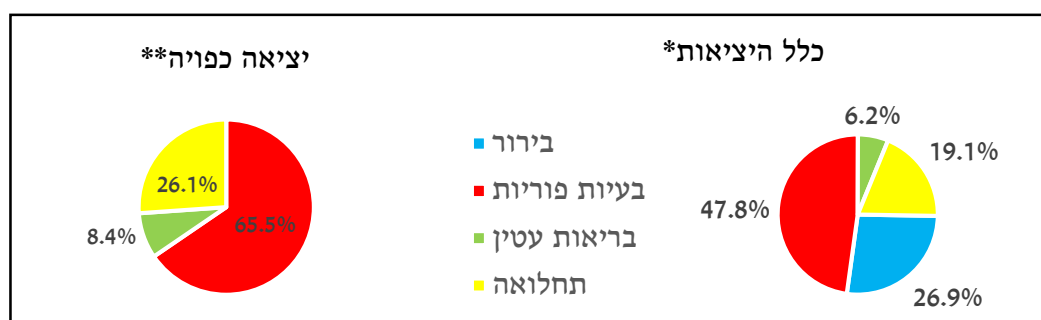 כלל היציאות*
6.2%
19.1%
47.8%
26.9%
בירור
בעיות פוריות
בריאות עטין
תחלואה
יציאה כפויה**
26.1%
65.5%
8.4%